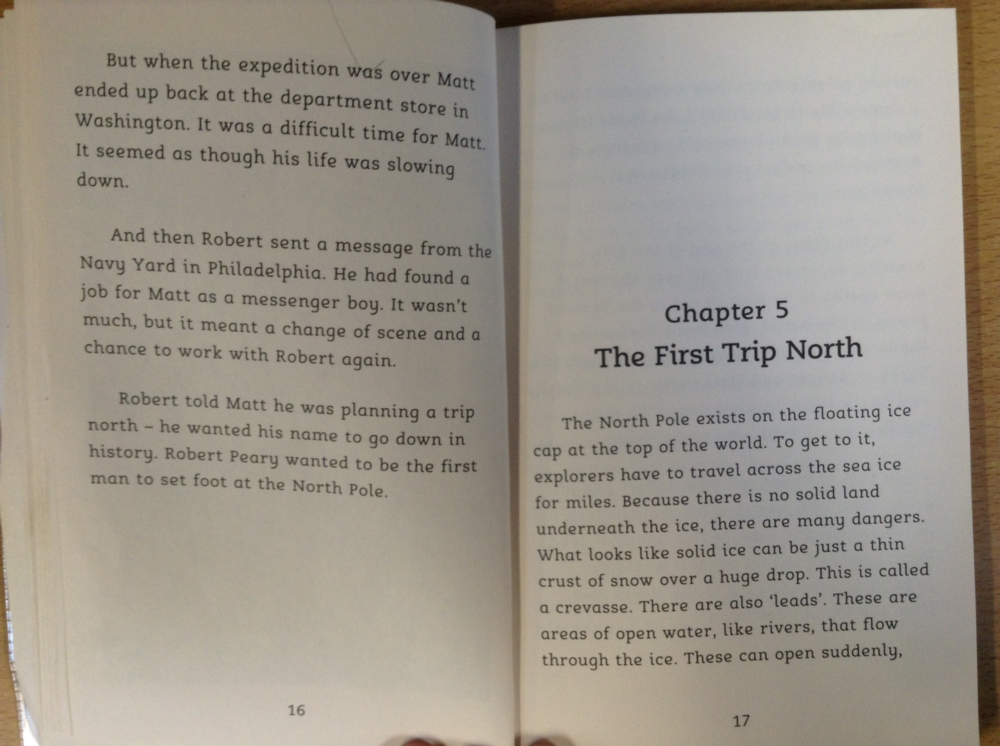 But when the expedition was over Matt
ended up back at the department store in
Washington. It was a difficult time for Matt.
It seemed as though his life was slowing
down.
And then Robert sent a message from the
Navy Yard in Philadelphia. He had found a
job for Matt as a messenger boy. It wasn't
much, but it meant a change of scene and a
chance to work with Robert again.
Robert told Matt he was planning a trip
north – he wanted his name to go down in
history. Robert Peary wanted to be the first
man to set foot at the North Pole.
16
Chapter 5
The First Trip North
The North Pole exists on the floating ice
cap at the top of the world. To get to it,
explorers have to travel across the sea ice
for miles. Because there is no solid land
underneath the ice, there are many dangers.
What looks like solid ice can be just a thin
crust of snow over a huge drop. This is called
a crevasse. There are also ‘leads’. These are
areas of open water, like rivers, that flow
through the ice. These can open suddenly,
17